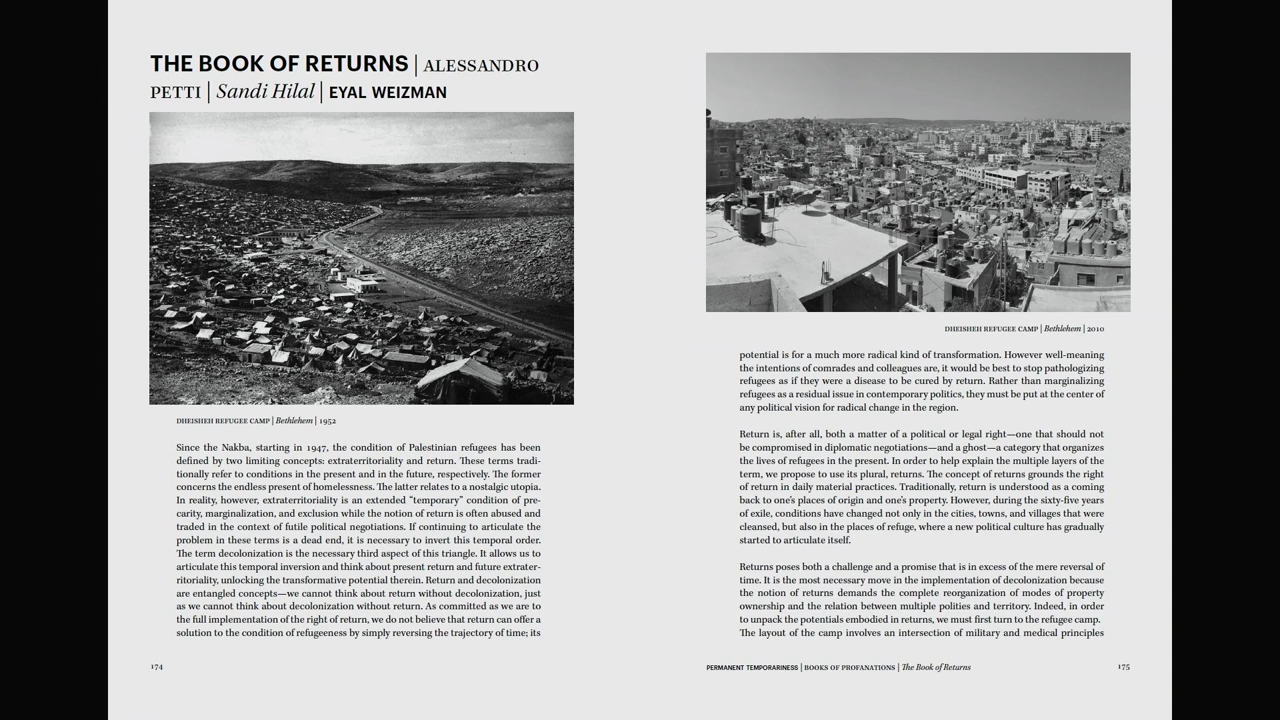 THE BOOK OF RETURNS | ALESSANDRO
PETTI | Sandi Hilal | EYAL WEIZMAN
DHEISHEH REFUGEE CAMP | Bethlehem | 1952
Since the Nakba, starting in 1947, the condition of Palestinian refugees has been
defined by two limiting concepts: extraterritoriality and return. These terms tradi-
tionally refer to conditions in the present and in the future, respectively. The former
concerns the endless present of homelessness. The latter relates to a nostalgic utopia.
In reality, however, extraterritoriality is an extended “temporary” condition of pre-
carity, marginalization, and exclusion while the notion of return is often abused and
traded in the context of futile political negotiations. If continuing to articulate the
problem in these terms is a dead end, it is necessary to invert this temporal order.
The term decolonization is the necessary third aspect of this triangle. It allows us to
articulate this temporal inversion and think about present return and future extrater-
ritoriality, unlocking the transformative potential therein. Return and decolonization
are entangled concepts—we cannot think about return without decolonization, just
as we cannot think about decolonization without return. As committed as we are to
the full implementation of the right of return, we do not believe that return can offer a
solution to the condition of refugeeness by simply reversing the trajectory of time; its
174
DHEISHEH REFUGEE CAMP | Bethlehem | 2010
potential is for a much more radical kind of transformation. However well-meaning
the intentions of comrades and colleagues are, it would be best to stop pathologizing
refugees as if they were a disease to be cured by return. Rather than marginalizing
refugees as a residual issue in contemporary politics, they must be put at the center of
any political vision for radical change in the region.
Return is, after all, both a matter of a political or legal right—one that should not
be compromised in diplomatic negotiations—and a ghost—a category that organizes
the lives of refugees in the present. In order to help explain the multiple layers of the
term, we propose to use its plural, returns. The concept of returns grounds the right
of return in daily material practices. Traditionally, return is understood as a coming
back to one’s places of origin and one’s property. However, during the sixty-five years
of exile, conditions have changed not only in the cities, towns, and villages that were
cleansed, but also in the places of refuge, where a new political culture has gradually
started to articulate itself.
Returns poses both a challenge and a promise that is in excess of the mere reversal of
time. It is the most necessary move in the implementation of decolonization because
the notion of returns demands the complete reorganization of modes of property
ownership and the relation between multiple polities and territory. Indeed, in order
to unpack the potentials embodied in returns, we must first turn to the refugee camp.
The layout of the camp involves an intersection of military and medical principles
PERMANENT TEMPORARINESS | BOOKS OF PROFANATIONS | The Book of Returns
175